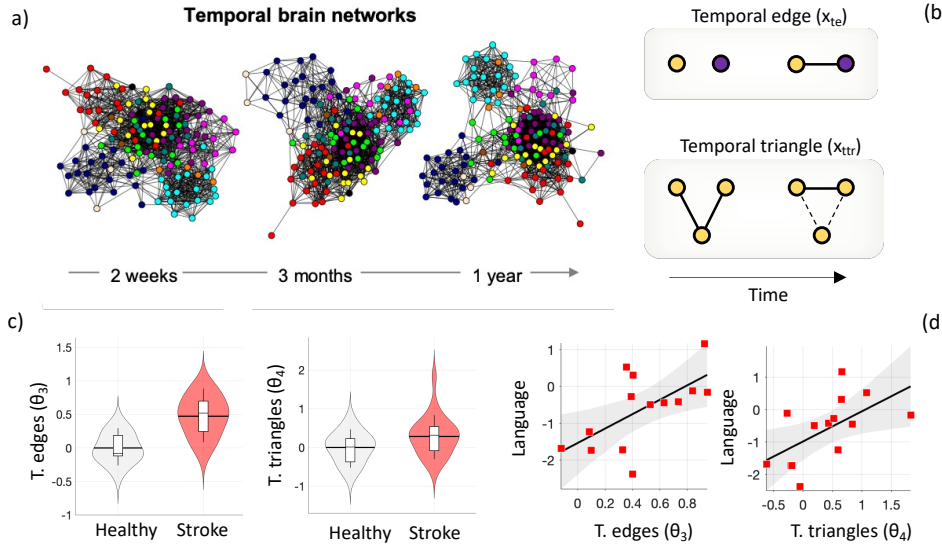 a)
Temporal brain networks
2 weeks
3 months
1 year
(b
Temporal edge (x_te)
Temporal triangle (x_ttr)
Time
c)
T. edges (θ₃)
1.5
1
0.5
0
-0.5
-1
Healthy
Stroke
T. triangles (θ₄)
2
0
-2
Healthy
Stroke
(d
Language
1
0
-1
-2
0
0.2
0.4
0.6
0.8
T. edges (θ₃)
Language
1
0
-1
-2
-0.5
0
0.5
1
1.5
T. triangles (θ₄)